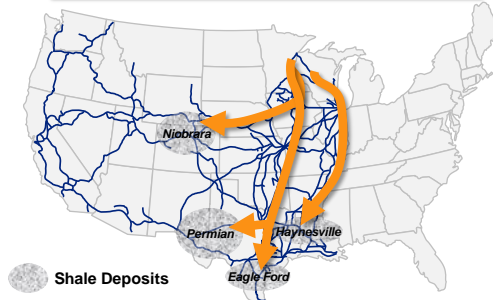 Niobrara
Permian
Haynesville
Eagle Ford
Shale Deposits